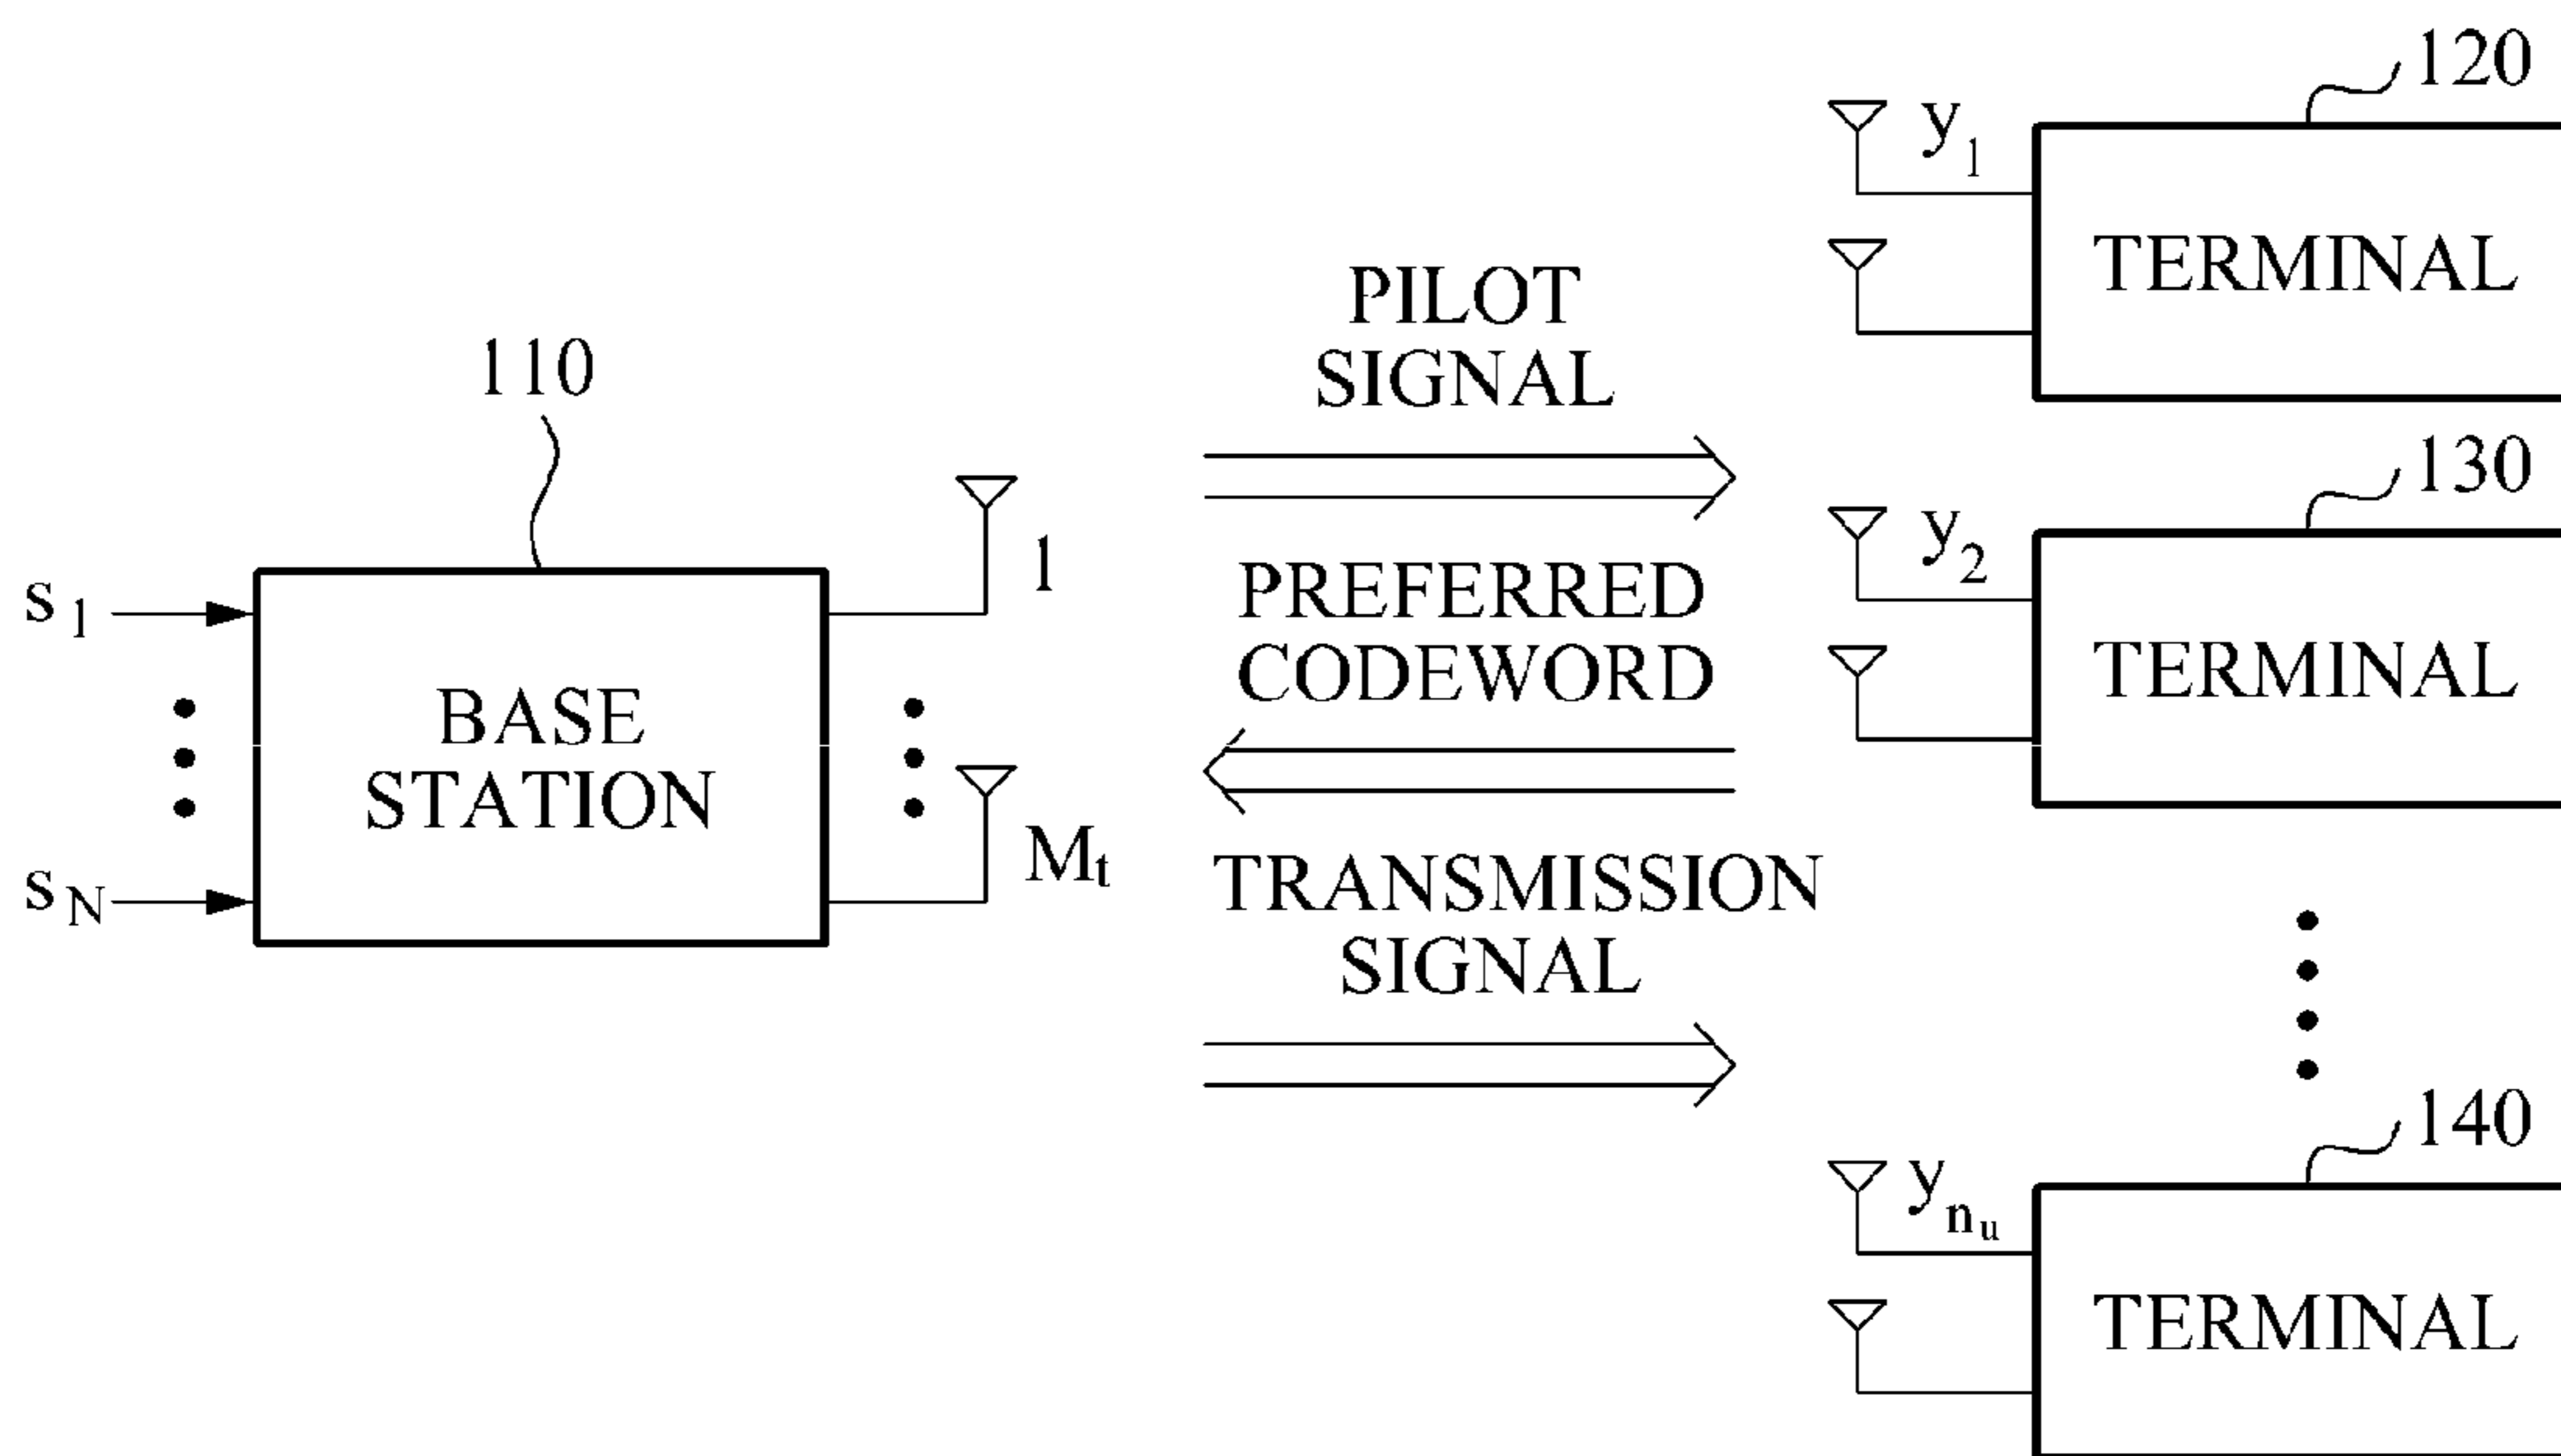 110
s1
sN
BASE
STATION
1
Mt
PILOT
SIGNAL
PREFERRED
CODEWORD
TRANSMISSION
SIGNAL
120
y1
TERMINAL
130
y2
TERMINAL
140
ynu
TERMINAL